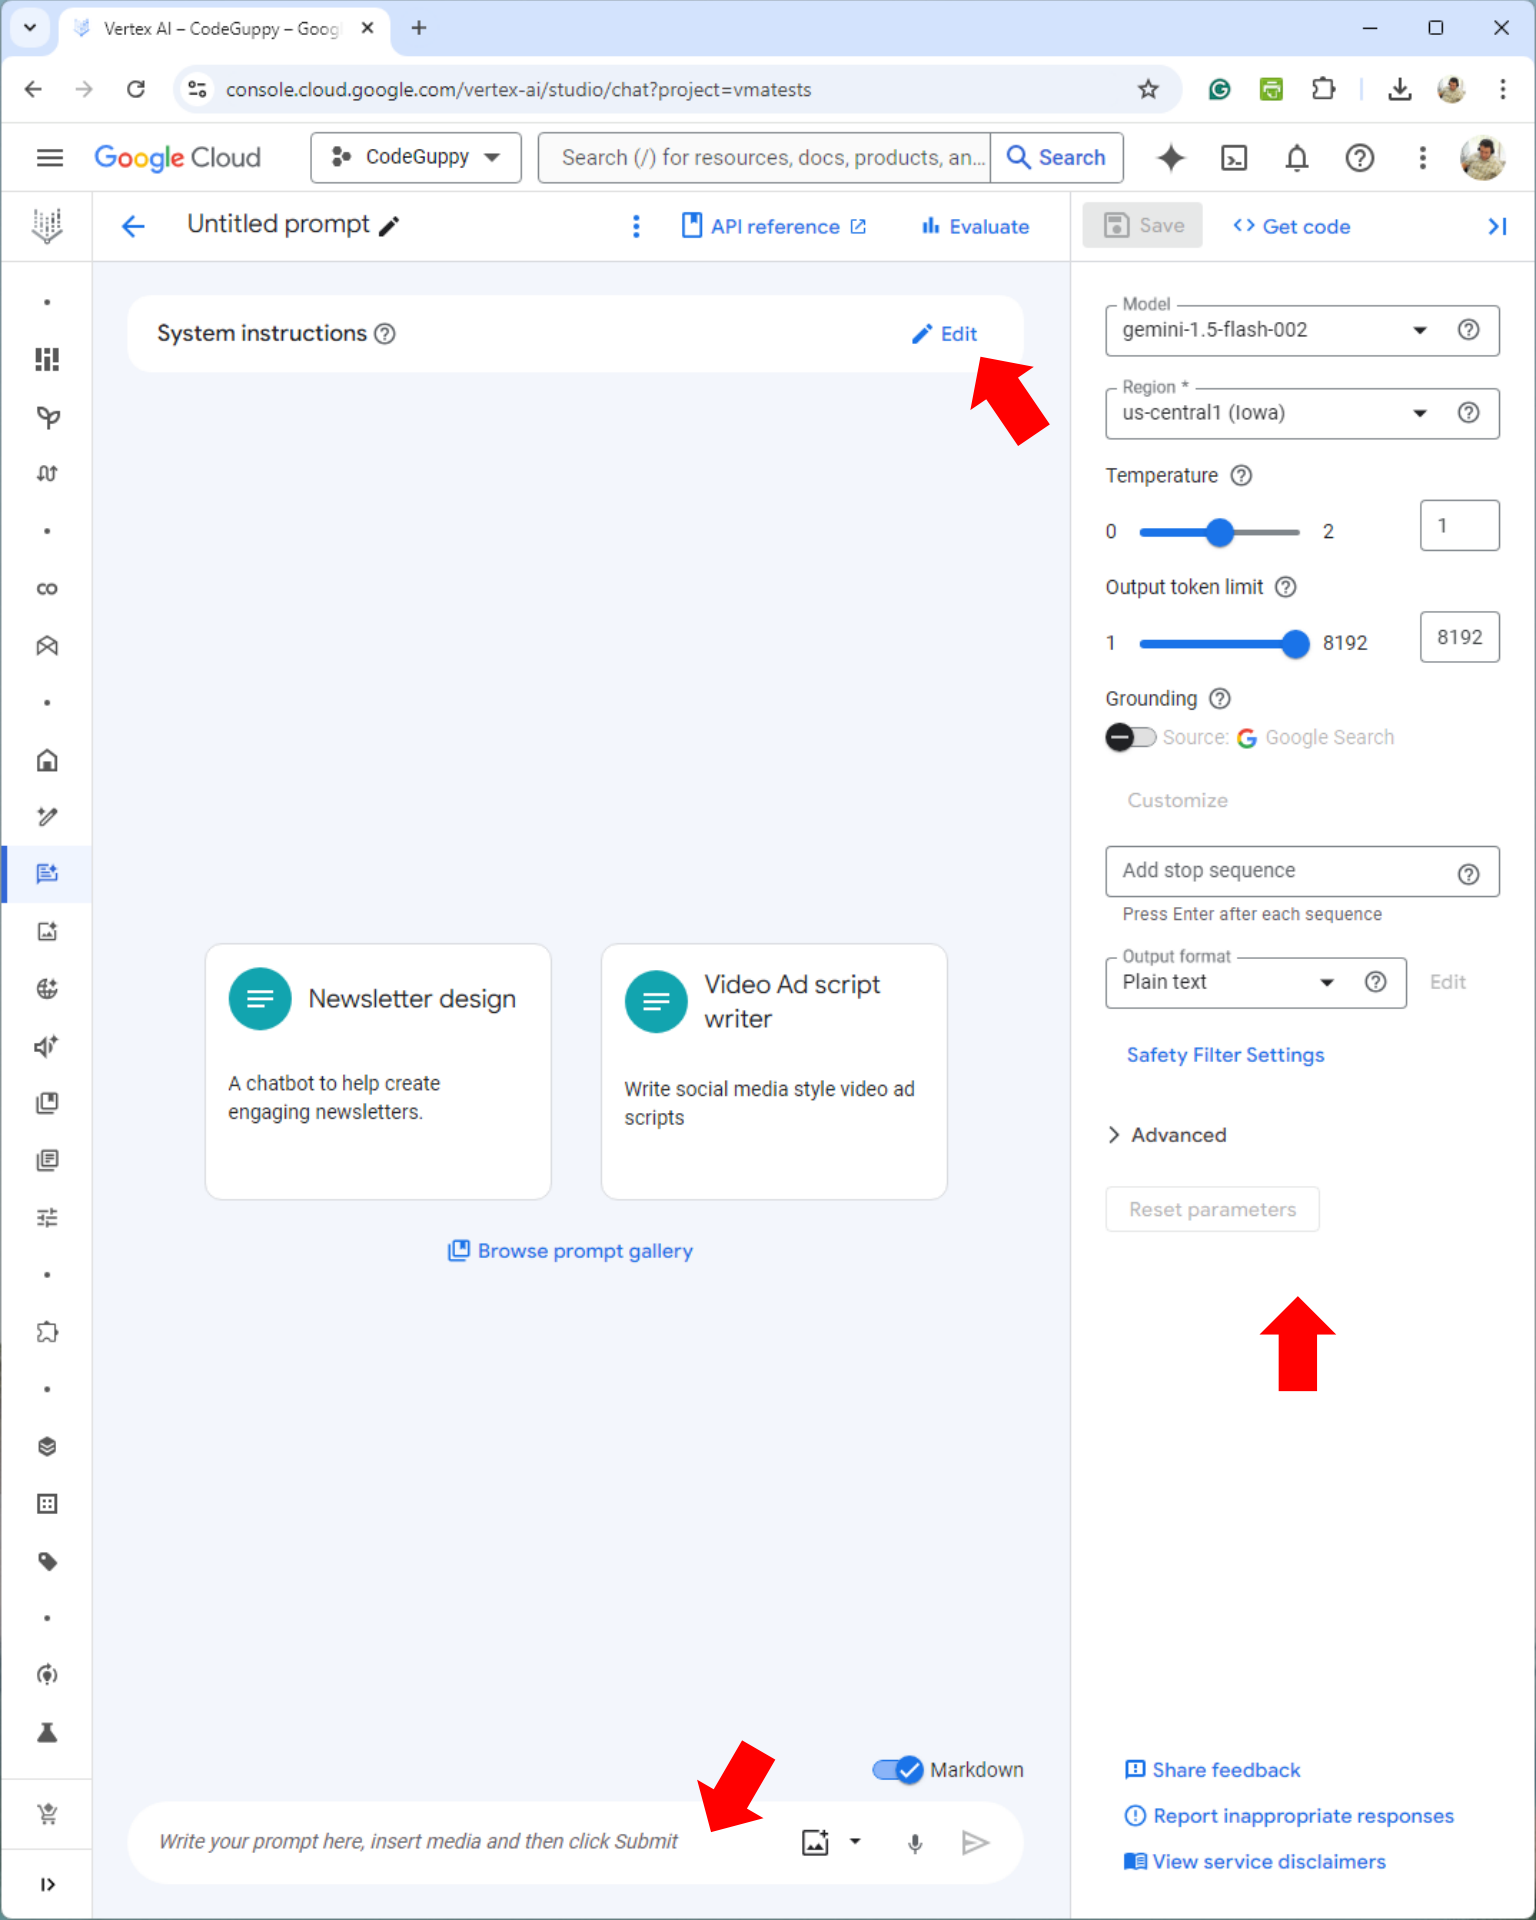 Vertex AI – CodeGuppy – Goog
console.cloud.google.com/vertex-ai/studio/chat?project=vmatests
Google Cloud
CodeGuppy
Search (/) for resources, docs, products, an...
Search
Untitled prompt
API reference
Evaluate
Save
Get code
System instructions
Edit
Model
gemini-1.5-flash-002
Region *
us-central1 (Iowa)
Temperature
0
2
1
Output token limit
1
8192
8192
Grounding
Source: Google Search
Customize
Add stop sequence
Press Enter after each sequence
Output format
Plain text
Edit
Safety Filter Settings
Advanced
Reset parameters
Newsletter design
A chatbot to help create
engaging newsletters.
Video Ad script
writer
Write social media style video ad
scripts
Browse prompt gallery
Markdown
Write your prompt here, insert media and then click Submit
Share feedback
Report inappropriate responses
View service disclaimers